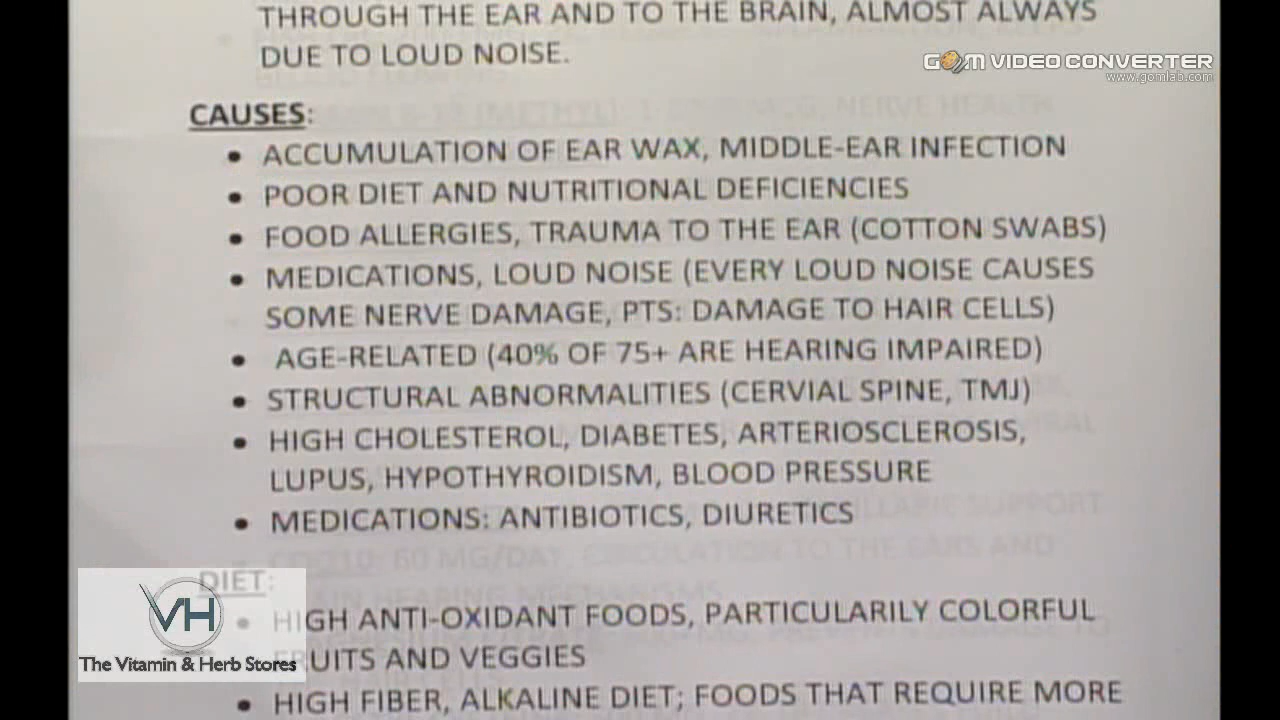 THROUGH THE EAR AND TO THE BRAIN, ALMOST ALWAYS
DUE TO LOUD NOISE.
GOM VIDEO CONVERTER
www.gomlab.com
CAUSES:
• ACCUMULATION OF EAR WAX, MIDDLE-EAR INFECTION
• POOR DIET AND NUTRITIONAL DEFICIENCIES
• FOOD ALLERGIES, TRAUMA TO THE EAR (COTTON SWABS)
• MEDICATIONS, LOUD NOISE (EVERY LOUD NOISE CAUSES
SOME NERVE DAMAGE, PTS: DAMAGE TO HAIR CELLS)
• AGE-RELATED (40% OF 75+ ARE HEARING IMPAIRED)
• STRUCTURAL ABNORMALITIES (CERVIAL SPINE, TMJ)
• HIGH CHOLESTEROL, DIABETES, ARTERIOSCLEROSIS,
LUPUS, HYPOTHYROIDISM, BLOOD PRESSURE
• MEDICATIONS: ANTIBIOTICS, DIURETICS
DIET:
• HIGH ANTI-OXIDANT FOODS, PARTICULARILY COLORFUL
FRUITS AND VEGGIES
• HIGH FIBER, ALKALINE DIET; FOODS THAT REQUIRE MORE
VH
The Vitamin & Herb Stores